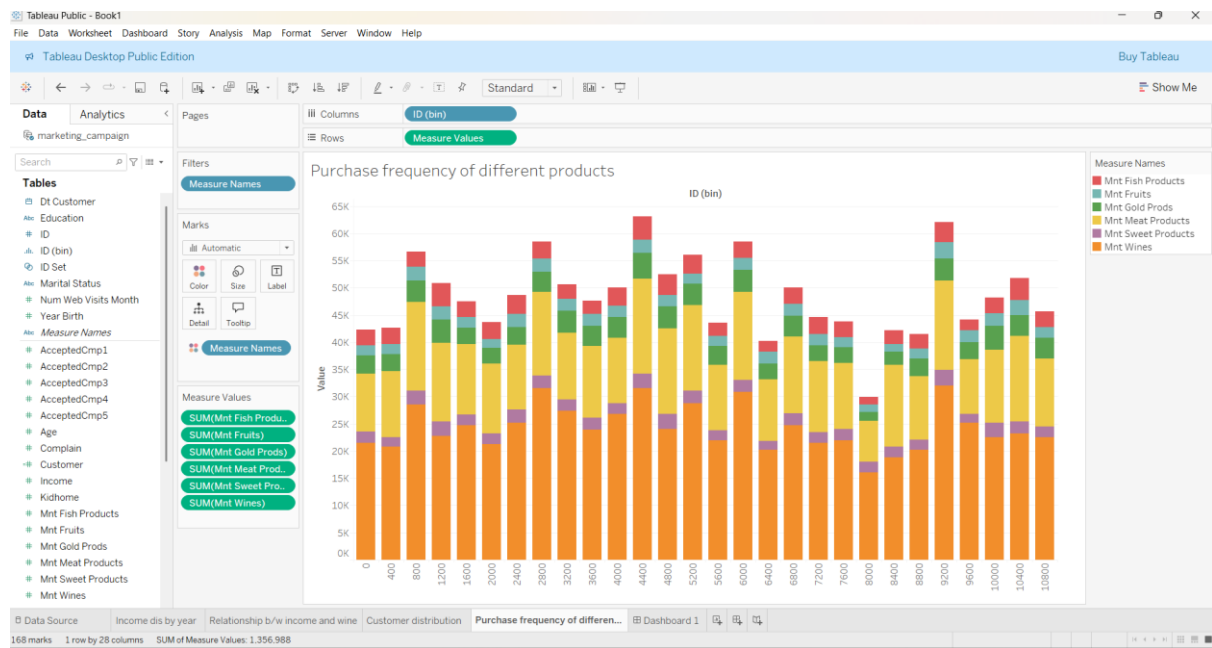 Tableau Public - Book1
File Data Worksheet Dashboard Story Analysis Map Format Server Window Help
Tableau Desktop Public Edition
Buy Tableau
Standard
Show Me
Data Analytics
marketing_campaign
Search
Tables
Dt Customer
Abc Education
# ID
ID (bin)
ID Set
Abc Marital Status
# Num Web Visits Month
# Year Birth
Abc Measure Names
# AcceptedCmp1
# AcceptedCmp2
# AcceptedCmp3
# AcceptedCmp4
# AcceptedCmp5
# Age
# Complain
=# Customer
# Income
# Kidhome
# Mnt Fish Products
# Mnt Fruits
# Mnt Gold Prods
# Mnt Meat Products
# Mnt Sweet Products
# Mnt Wines
Pages
Filters
Measure Names
Marks
Automatic
Color Size Label
Detail Tooltip
Measure Names
Measure Values
SUM(Mnt Fish Produ..
SUM(Mnt Fruits)
SUM(Mnt Gold Prods)
SUM(Mnt Meat Prod..
SUM(Mnt Sweet Pro..
SUM(Mnt Wines)
Columns ID (bin)
Rows Measure Values
Purchase frequency of different products
ID (bin)
65K
60K
55K
50K
45K
40K
35K
30K
25K
20K
15K
10K
5K
0K
Value
0 400 800 1200 1600 2000 2400 2800 3200 3600 4000 4400 4800 5200 5600 6000 6400 6800 7200 7600 8000 8400 8800 9200 9600 10000 10400 10800
Measure Names
Mnt Fish Products
Mnt Fruits
Mnt Gold Prods
Mnt Meat Products
Mnt Sweet Products
Mnt Wines
Data Source Income dis by year Relationship b/w income and wine Customer distribution Purchase frequency of differen... Dashboard 1
168 marks 1 row by 28 columns SUM of Measure Values: 1,356,988